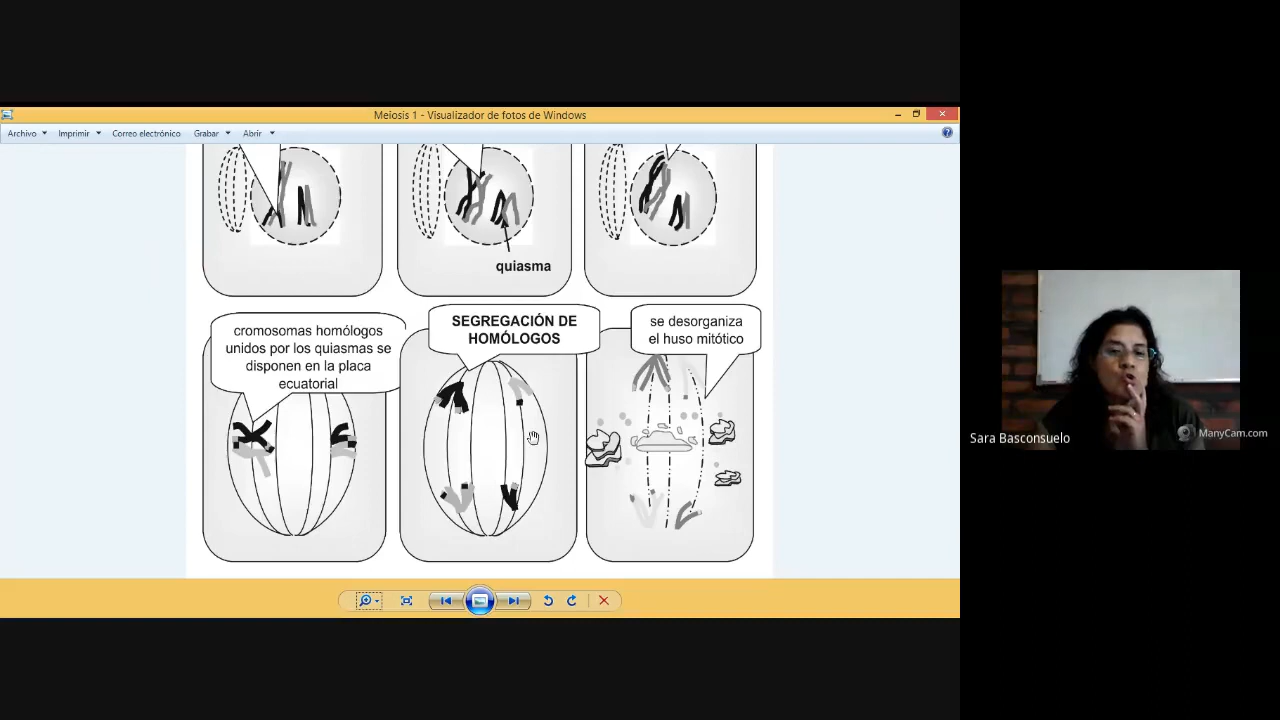 Meiosis 1 - Visualizador de fotos de Windows
Archivo Imprimir Correo electrónico Grabar Abrir
quiasma
cromosomas homólogos
unidos por los quiasmas se
disponen en la placa
ecuatorial
SEGREGACIÓN DE
HOMÓLOGOS
se desorganiza
el huso mitótico
Sara Basconsuelo
ManyCam.com